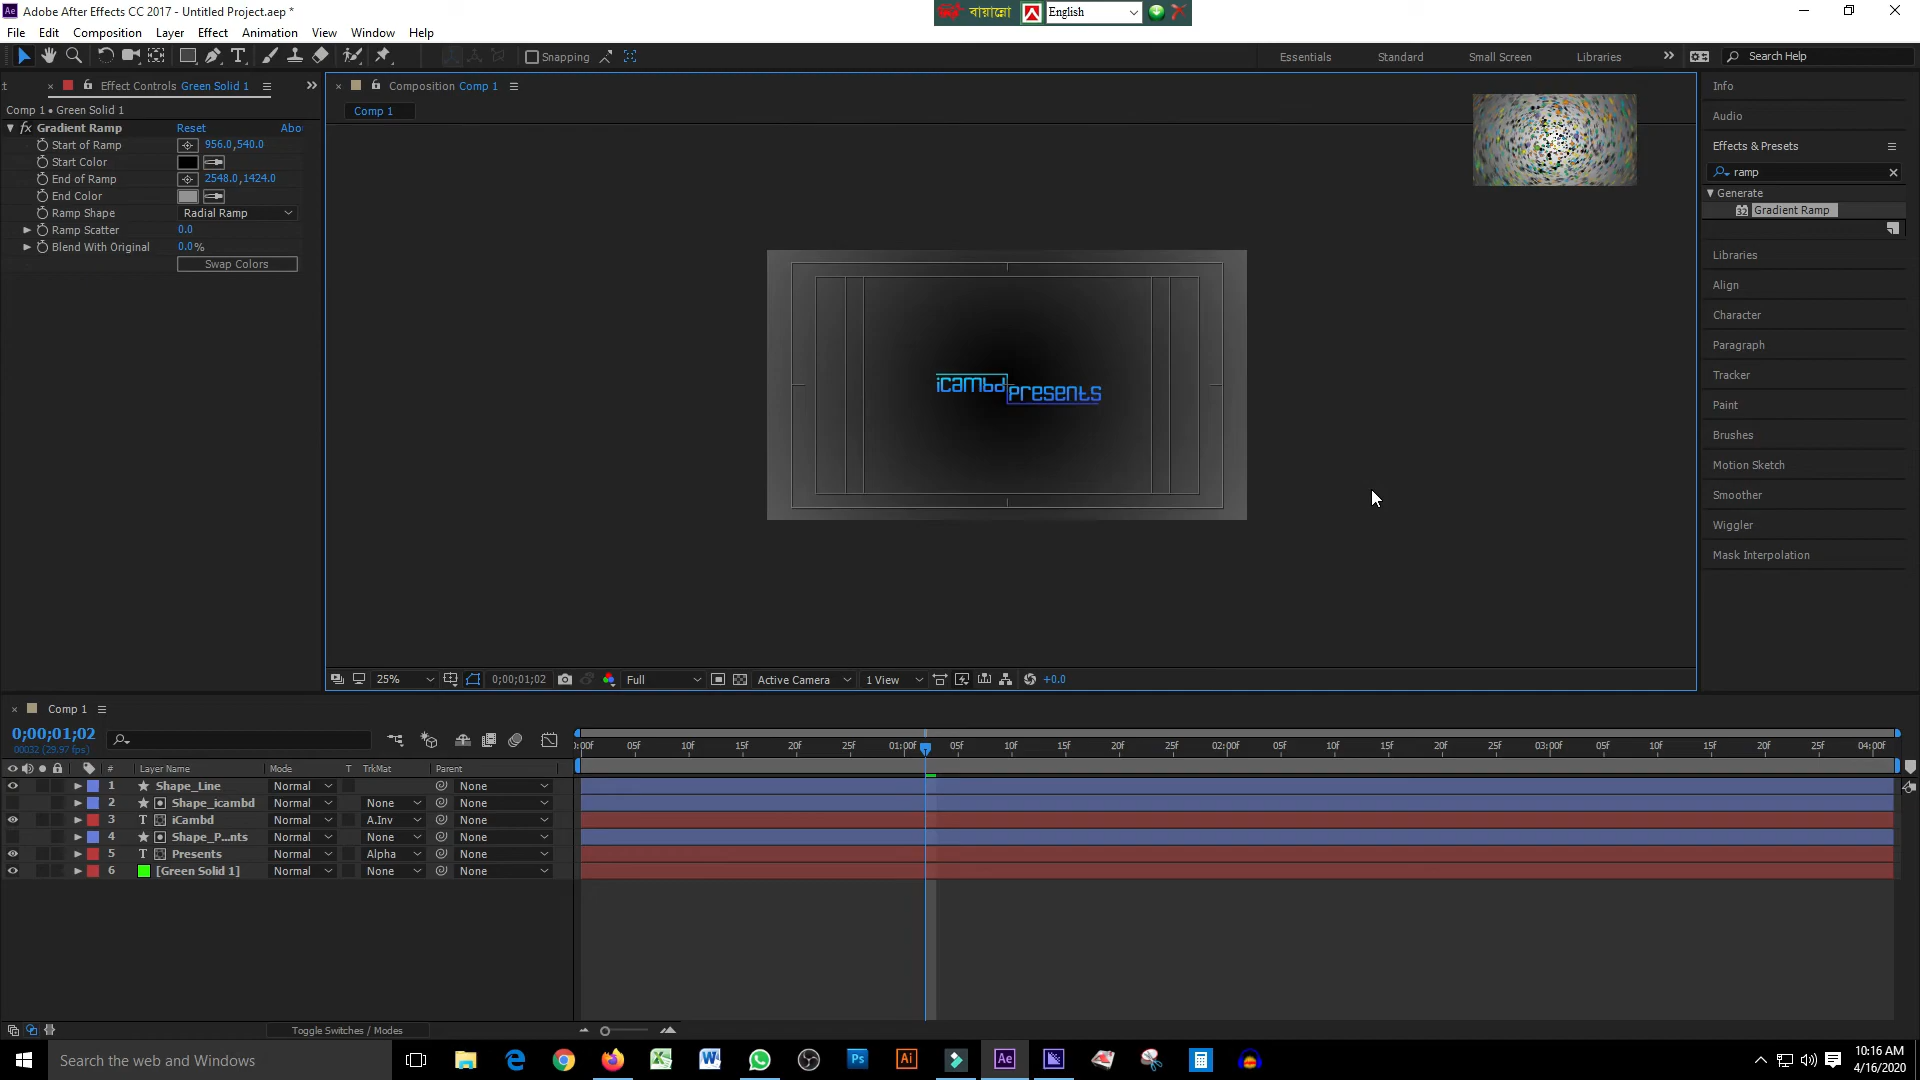 Adobe After Effects CC 2017 - Untitled Project.aep *
বায়ান্নো
English
File Edit Composition Layer Effect Animation View Window Help
Snapping
Essentials Standard Small Screen Libraries
Search Help
Effect Controls Green Solid 1
Comp 1 • Green Solid 1
Gradient Ramp Reset Abo
Start of Ramp 956.0,540.0
Start Color
End of Ramp 2548.0,1424.0
End Color
Ramp Shape Radial Ramp
Ramp Scatter 0.0
Blend With Original 0.0%
Swap Colors
Composition Comp 1
Comp 1
icambd presents
25% 0;00;01;02 Full Active Camera 1 View +0.0
Info
Audio
Effects & Presets
ramp
Generate
32 Gradient Ramp
Libraries
Align
Character
Paragraph
Tracker
Paint
Brushes
Motion Sketch
Smoother
Wiggler
Mask Interpolation
Comp 1
0;00;01;02
00032 (29.97 fps)
:00f 05f 10f 15f 20f 25f 01:00f 05f 10f 15f 20f 25f 02:00f 05f 10f 15f 20f 25f 03:00f 05f 10f 15f 20f 25f 04:00f
# Layer Name Mode T TrkMat Parent
1 Shape_Line Normal None
2 Shape_icambd Normal None None
3 T iCambd Normal A.Inv None
4 Shape_P...nts Normal None None
5 T Presents Normal Alpha None
6 [Green Solid 1] Normal None None
Toggle Switches / Modes
Search the web and Windows
Ps Ai Ae
10:16 AM
4/16/2020